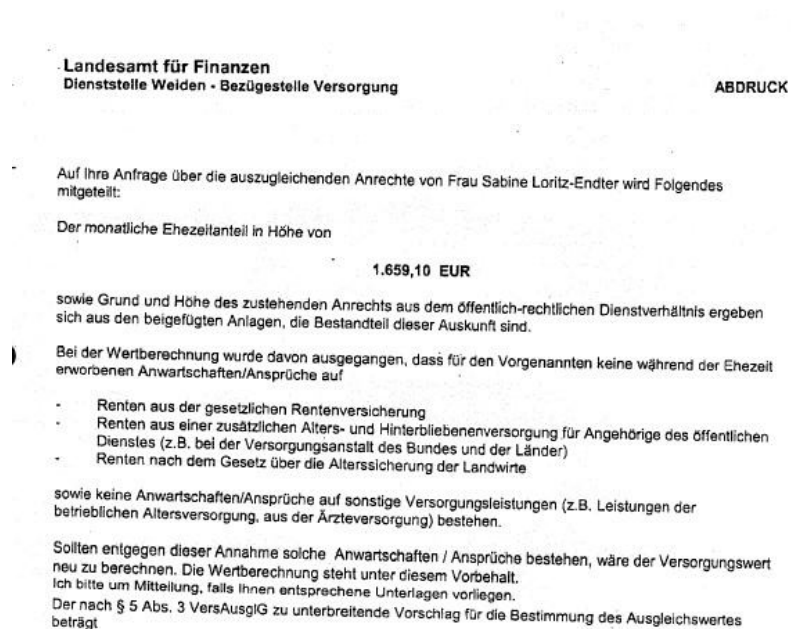 Landesamt für Finanzen
Dienststelle Weiden - Bezügestelle Versorgung
ABDRUCK
Auf Ihre Anfrage über die auszugleichenden Anrechte von Frau Sabine Loritz-Endter wird Folgendes
mitgeteilt:
Der monatliche Ehezeitanteil in Höhe von
1.659,10 EUR
sowie Grund und Höhe des zustehenden Anrechts aus dem öffentlich-rechtlichen Dienstverhältnis ergeben
sich aus den beigefügten Anlagen, die Bestandteil dieser Auskunft sind.
Bei der Wertberechnung wurde davon ausgegangen, dass für den Vorgenannten keine während der Ehezeit
erworbenen Anwartschaften/Ansprüche auf
- Renten aus der gesetzlichen Rentenversicherung
- Renten aus einer zusätzlichen Alters- und Hinterbliebenenversorgung für Angehörige des öffentlichen
Dienstes (z.B. bei der Versorgungsanstalt des Bundes und der Länder)
- Renten nach dem Gesetz über die Alterssicherung der Landwirte
sowie keine Anwartschaften/Ansprüche auf sonstige Versorgungsleistungen (z.B. Leistungen der
betrieblichen Altersversorgung, aus der Ärzteversorgung) bestehen.
Sollten entgegen dieser Annahme solche Anwartschaften / Ansprüche bestehen, wäre der Versorgungswert
neu zu berechnen. Die Wertberechnung steht unter diesem Vorbehalt.
Ich bitte um Mitteilung, falls Ihnen entsprechene Unterlagen vorliegen.
Der nach § 5 Abs. 3 VersAusglG zu unterbreitende Vorschlag für die Bestimmung des Ausgleichswertes
beträgt